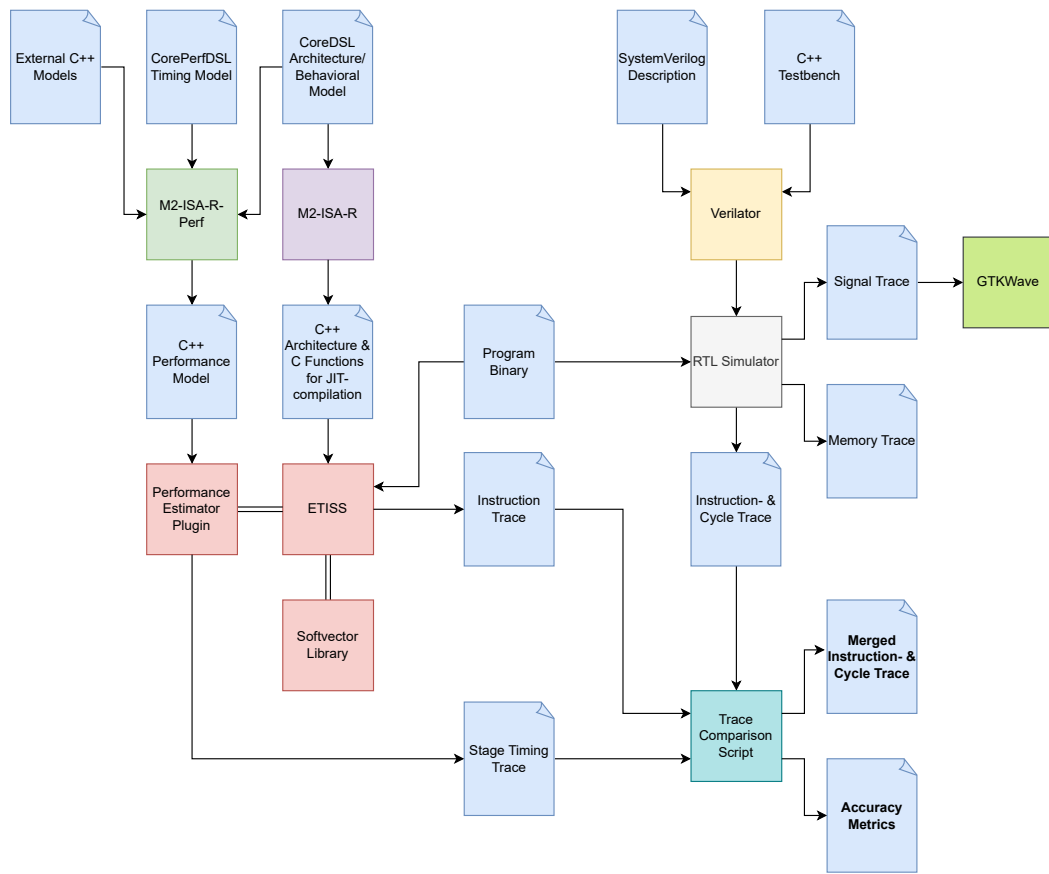 External C++
Models
CorePerfDSL
Timing Model
CoreDSL
Architecture/
Behavioral
Model
SystemVerilog
Description
C++
Testbench
M2-ISA-R-
Perf
M2-ISA-R
Verilator
Signal Trace
GTKWave
C++
Performance
Model
C++
Architecture &
C Functions
for JIT-
compilation
Program
Binary
RTL Simulator
Memory Trace
Performance
Estimator
Plugin
ETISS
Instruction
Trace
Instruction- &
Cycle Trace
Softvector
Library
Merged
Instruction- &
Cycle Trace
Stage Timing
Trace
Trace
Comparison
Script
Accuracy
Metrics